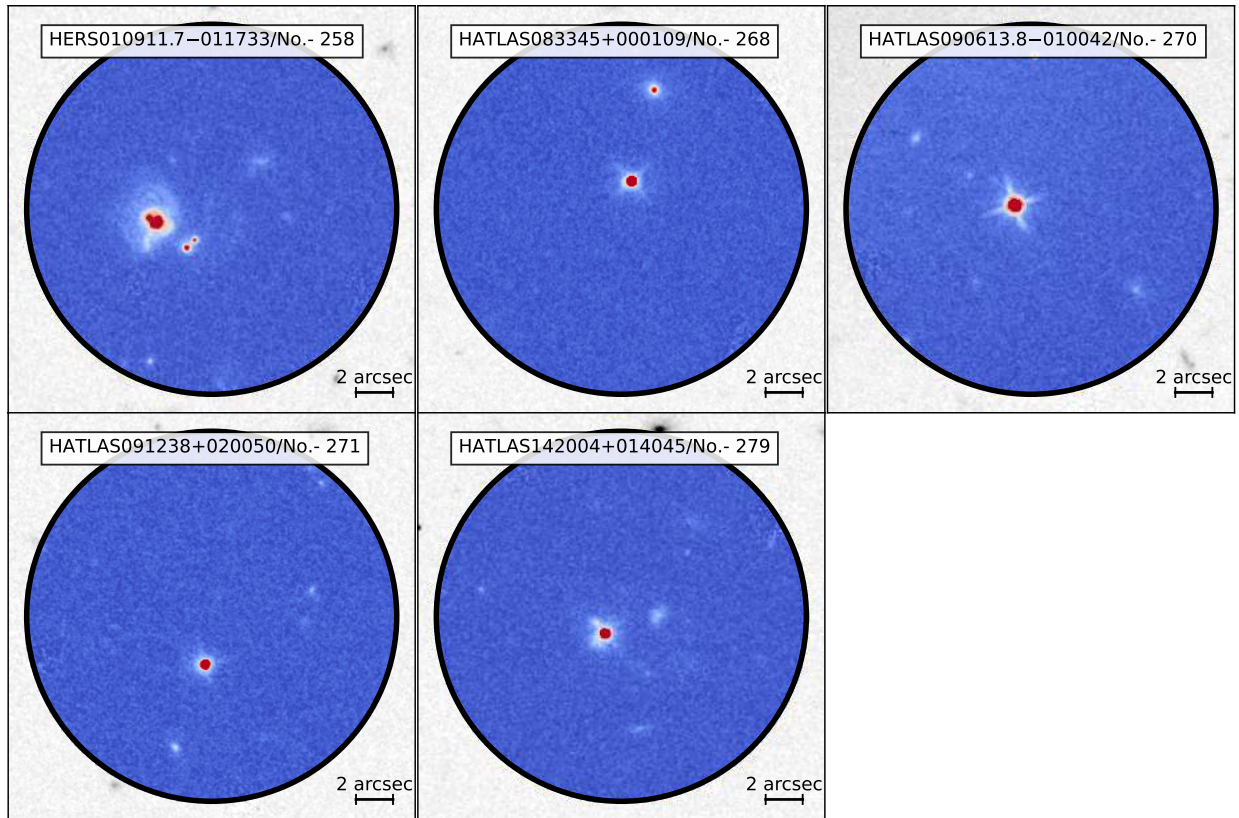 HERS010911.7−011733/No.- 258
HATLAS083345+000109/No.- 268
HATLAS090613.8−010042/No.- 270
2 arcsec
2 arcsec
2 arcsec
HATLAS091238+020050/No.- 271
HATLAS142004+014045/No.- 279
2 arcsec
2 arcsec